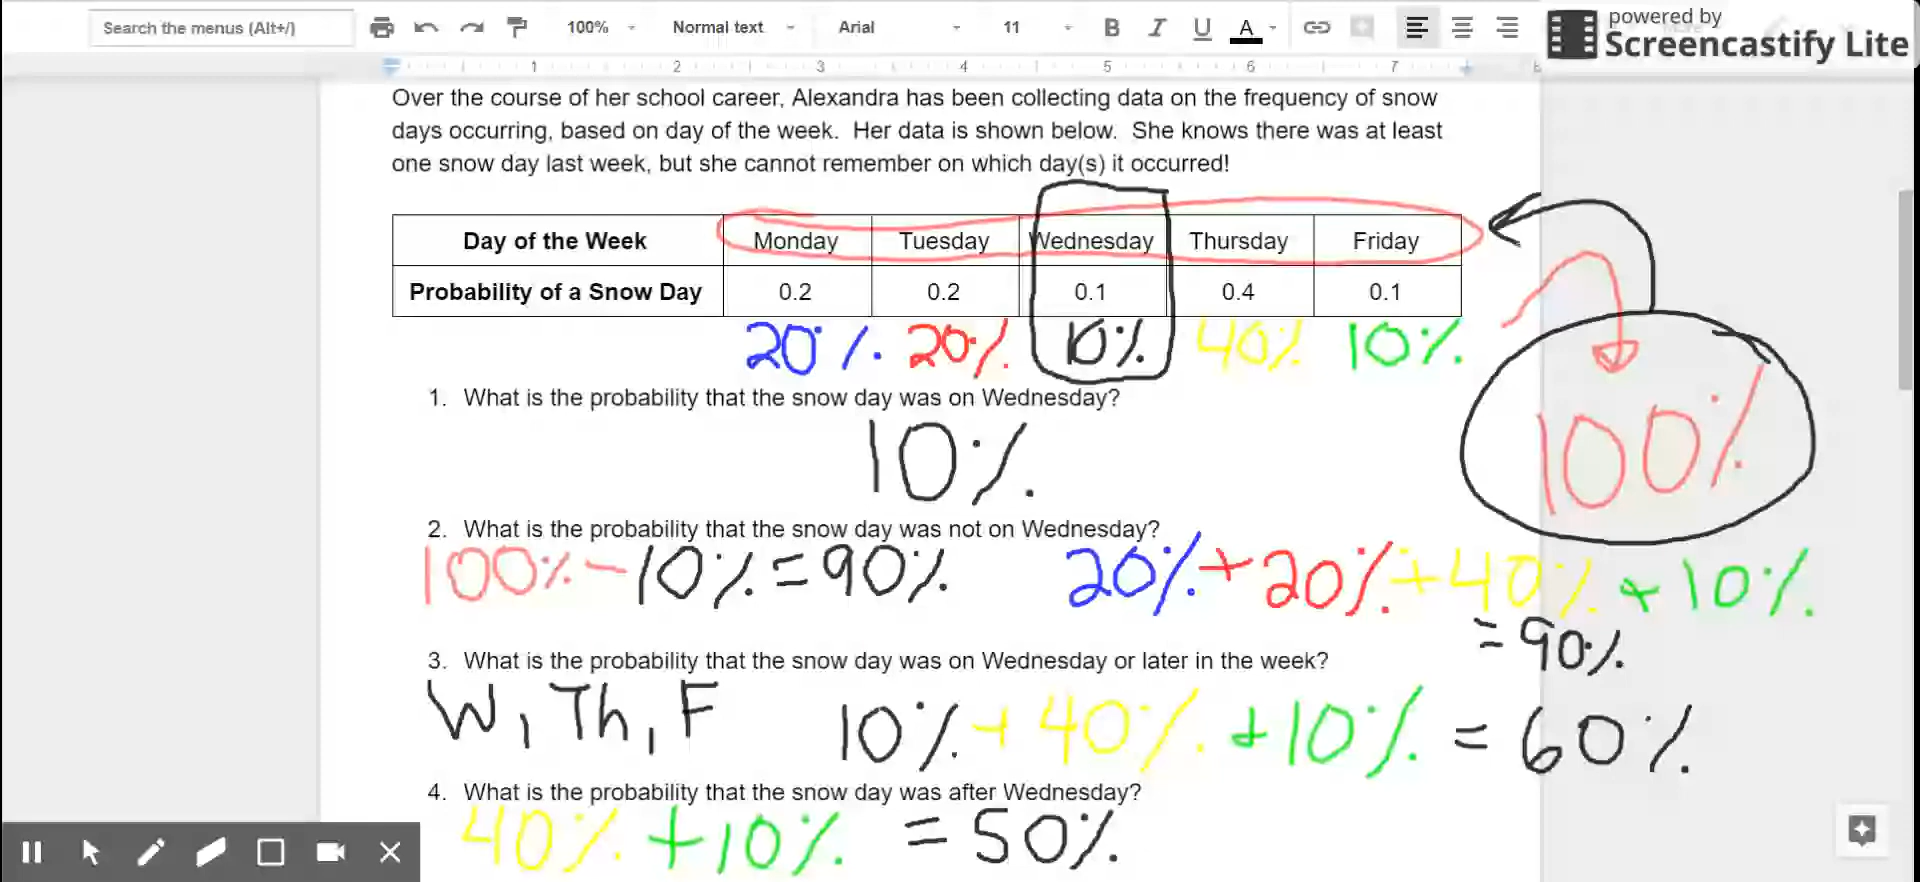 Search the menus (Alt+/)
100%
Normal text
Arial
11
B I U A
powered by
Screencastify Lite
1 2 3 4 5 6 7 8
Over the course of her school career, Alexandra has been collecting data on the frequency of snow
days occurring, based on day of the week. Her data is shown below. She knows there was at least
one snow day last week, but she cannot remember on which day(s) it occurred!
Day of the Week Monday Tuesday Wednesday Thursday Friday
Probability of a Snow Day 0.2 0.2 0.1 0.4 0.1
20% 20% 10% 40% 10%
100%
1. What is the probability that the snow day was on Wednesday?
10%
2. What is the probability that the snow day was not on Wednesday?
100% - 10% = 90% 20% + 20% + 40% + 10%
= 90%
3. What is the probability that the snow day was on Wednesday or later in the week?
W, Th, F 10% + 40% + 10% = 60%
4. What is the probability that the snow day was after Wednesday?
40% + 10% = 50%